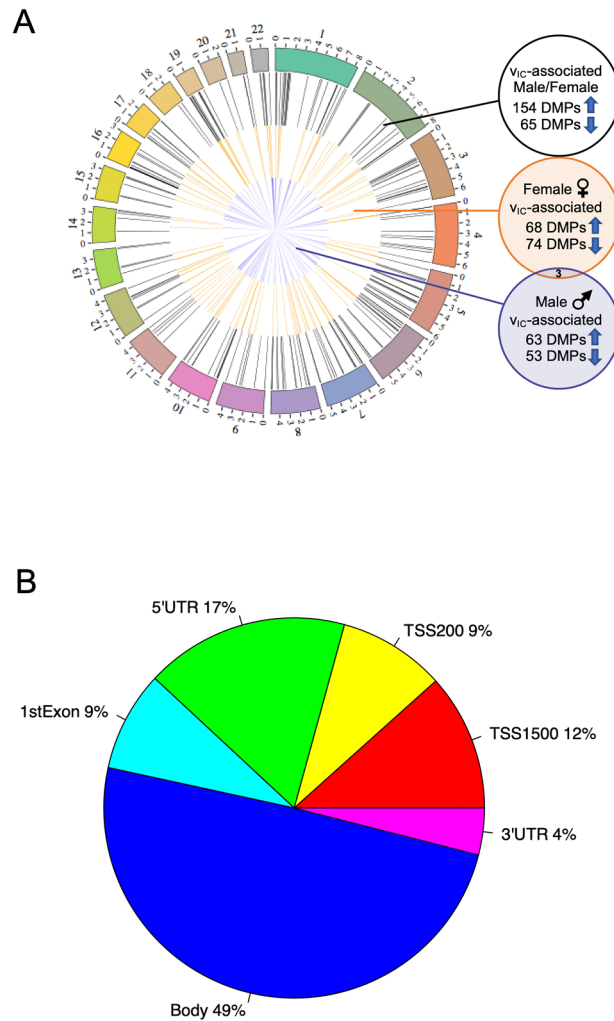 A
1
2
3
4
5
6
7
8
9
10
11
12
13
14
15
16
17
18
19
20
21
22
vIC-associated
Male/Female
154 DMPs
65 DMPs
Female ♀
vIC-associated
68 DMPs
74 DMPs
3
Male ♂
vIC-associated
63 DMPs
53 DMPs
B
5'UTR 17%
TSS200 9%
1stExon 9%
TSS1500 12%
3'UTR 4%
Body 49%